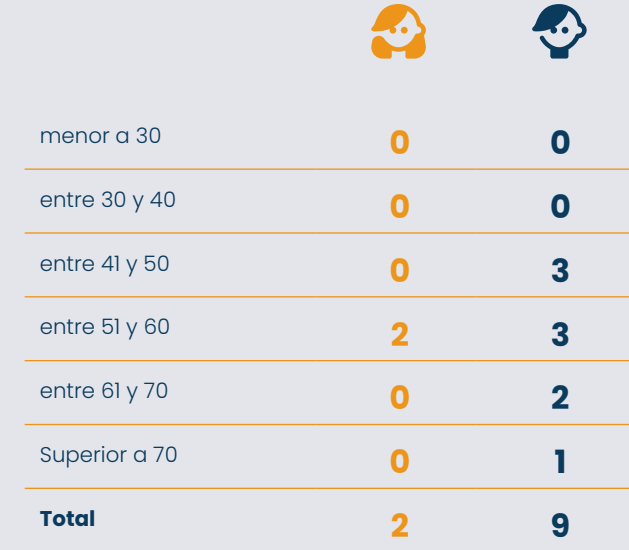 menor a 30 0 0
entre 30 y 40 0 0
entre 41 y 50 0 3
entre 51 y 60 2 3
entre 61 y 70 0 2
Superior a 70 0 1
Total 2 9